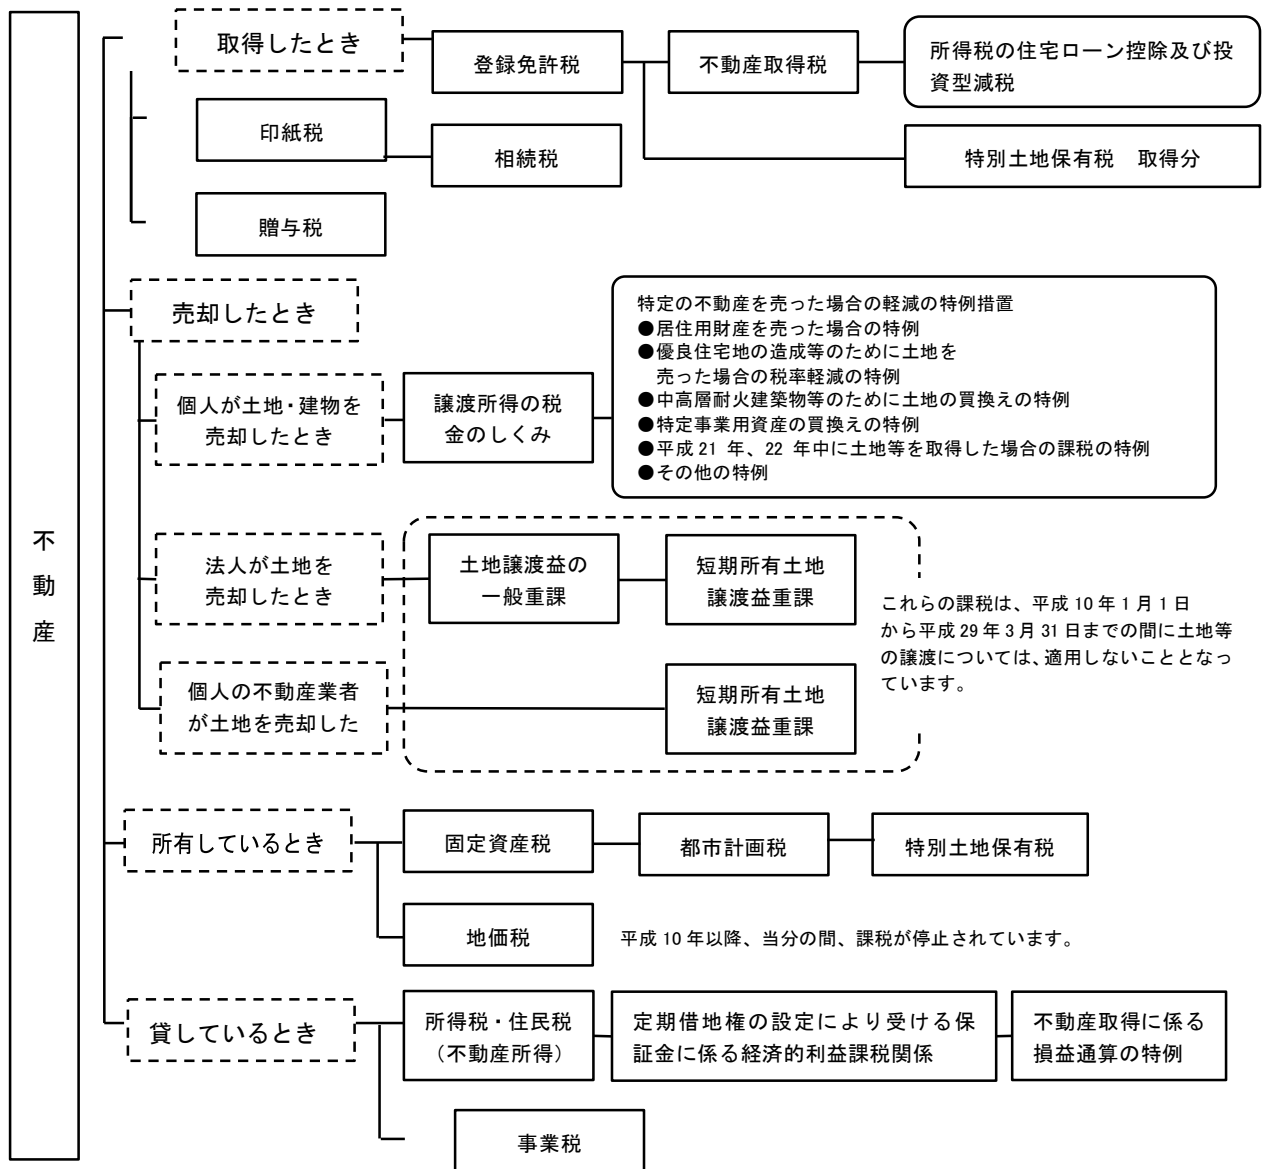 不動産
取得したとき
登録免許税
不動産取得税
所得税の住宅ローン控除及び投
資型減税
印紙税
相続税
特別土地保有税　取得分
贈与税
売却したとき
特定の不動産を売った場合の軽減の特例措置
●居住用財産を売った場合の特例
●優良住宅地の造成等のために土地を
売った場合の税率軽減の特例
●中高層耐火建築物等のために土地の買換えの特例
●特定事業用資産の買換えの特例
●平成 21 年、22 年中に土地等を取得した場合の課税の特例
●その他の特例
個人が土地・建物を
売却したとき
譲渡所得の税
金のしくみ
法人が土地を
売却したとき
土地譲渡益の
一般重課
短期所有土地
譲渡益重課
これらの課税は、平成 10 年 1 月 1 日
から平成 29 年 3 月 31 日までの間に土地等
の譲渡については、適用しないこととなっ
ています。
個人の不動産業者
が土地を売却した
短期所有土地
譲渡益重課
所有しているとき
固定資産税
都市計画税
特別土地保有税
地価税
平成 10 年以降、当分の間、課税が停止されています。
貸しているとき
所得税・住民税
（不動産所得）
定期借地権の設定により受ける保
証金に係る経済的利益課税関係
不動産取得に係る
損益通算の特例
事業税